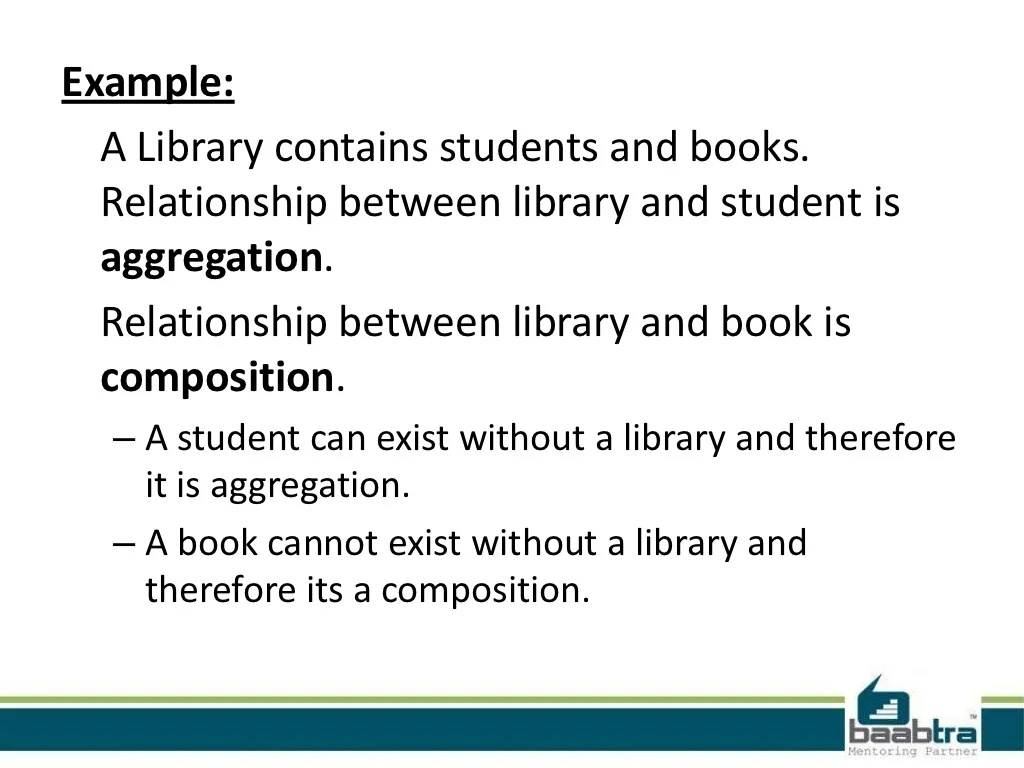 Example:
A Library contains students and books.
Relationship between library and student is
aggregation.
Relationship between library and book is
composition.
– A student can exist without a library and therefore
it is aggregation.
– A book cannot exist without a library and
therefore its a composition.
baabtra™
Mentoring Partner